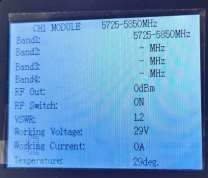 CH1 MODULE 5725-5850MHz
Band1: 5725-5850MHz
Band2: - MHz
Band3: - MHz
Band4: - MHz
RF Out: 0dBm
RF Switch: ON
VSWR: 1.2
Working Voltage: 29V
Working Current: 0A
Temperature: 29deg.